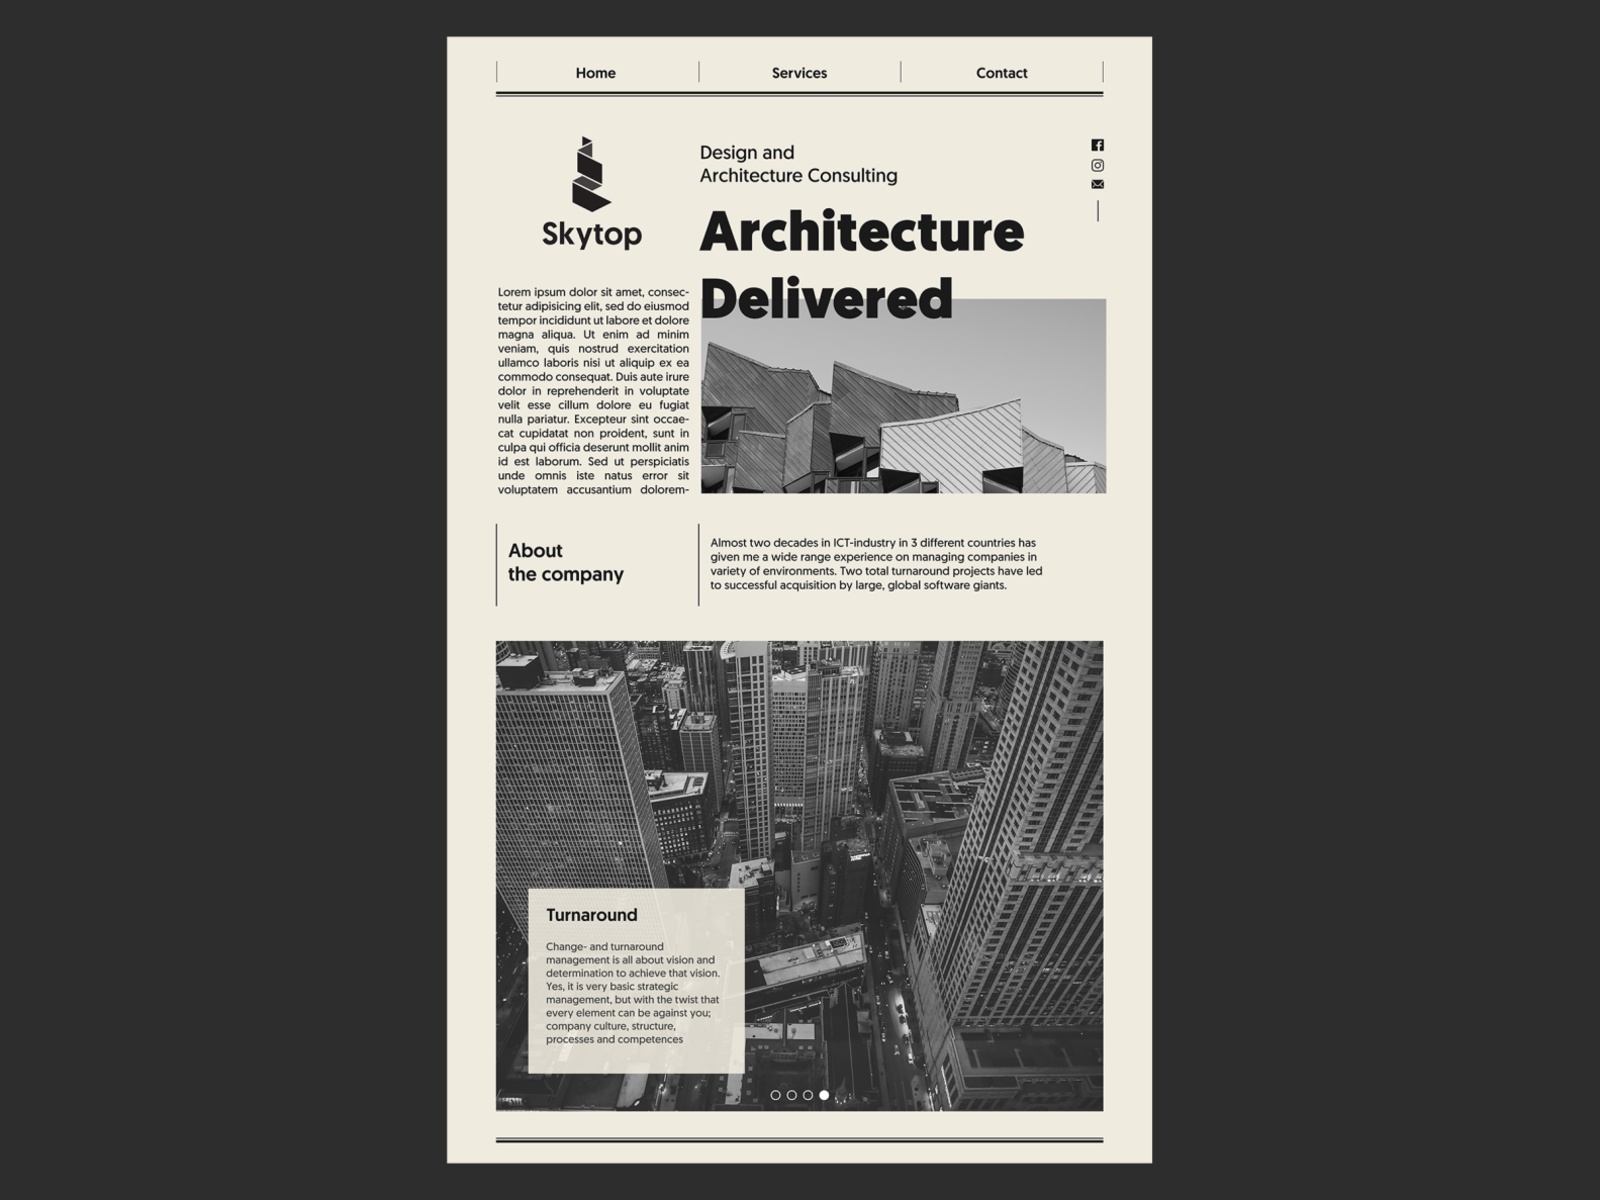 Home
Services
Contact
Skytop
Design and
Architecture Consulting
Architecture
Delivered
Lorem ipsum dolor sit amet, consec-
tetur adipisicing elit, sed do eiusmod
tempor incididunt ut labore et dolore
magna aliqua. Ut enim ad minim
veniam, quis nostrud exercitation
ullamco laboris nisi ut aliquip ex ea
commodo consequat. Duis aute irure
dolor in reprehenderit in voluptate
velit esse cillum dolore eu fugiat
nulla pariatur. Excepteur sint occae-
cat cupidatat non proident, sunt in
culpa qui officia deserunt mollit anim
id est laborum. Sed ut perspiciatis
unde omnis iste natus error sit
voluptatem accusantium dolorem-
About
the company
Almost two decades in ICT-industry in 3 different countries has
given me a wide range experience on managing companies in
variety of environments. Two total turnaround projects have led
to successful acquisition by large, global software giants.
Turnaround
Change- and turnaround
management is all about vision and
determination to achieve that vision.
Yes, it is very basic strategic
management, but with the twist that
every element can be against you;
company culture, structure,
processes and competences